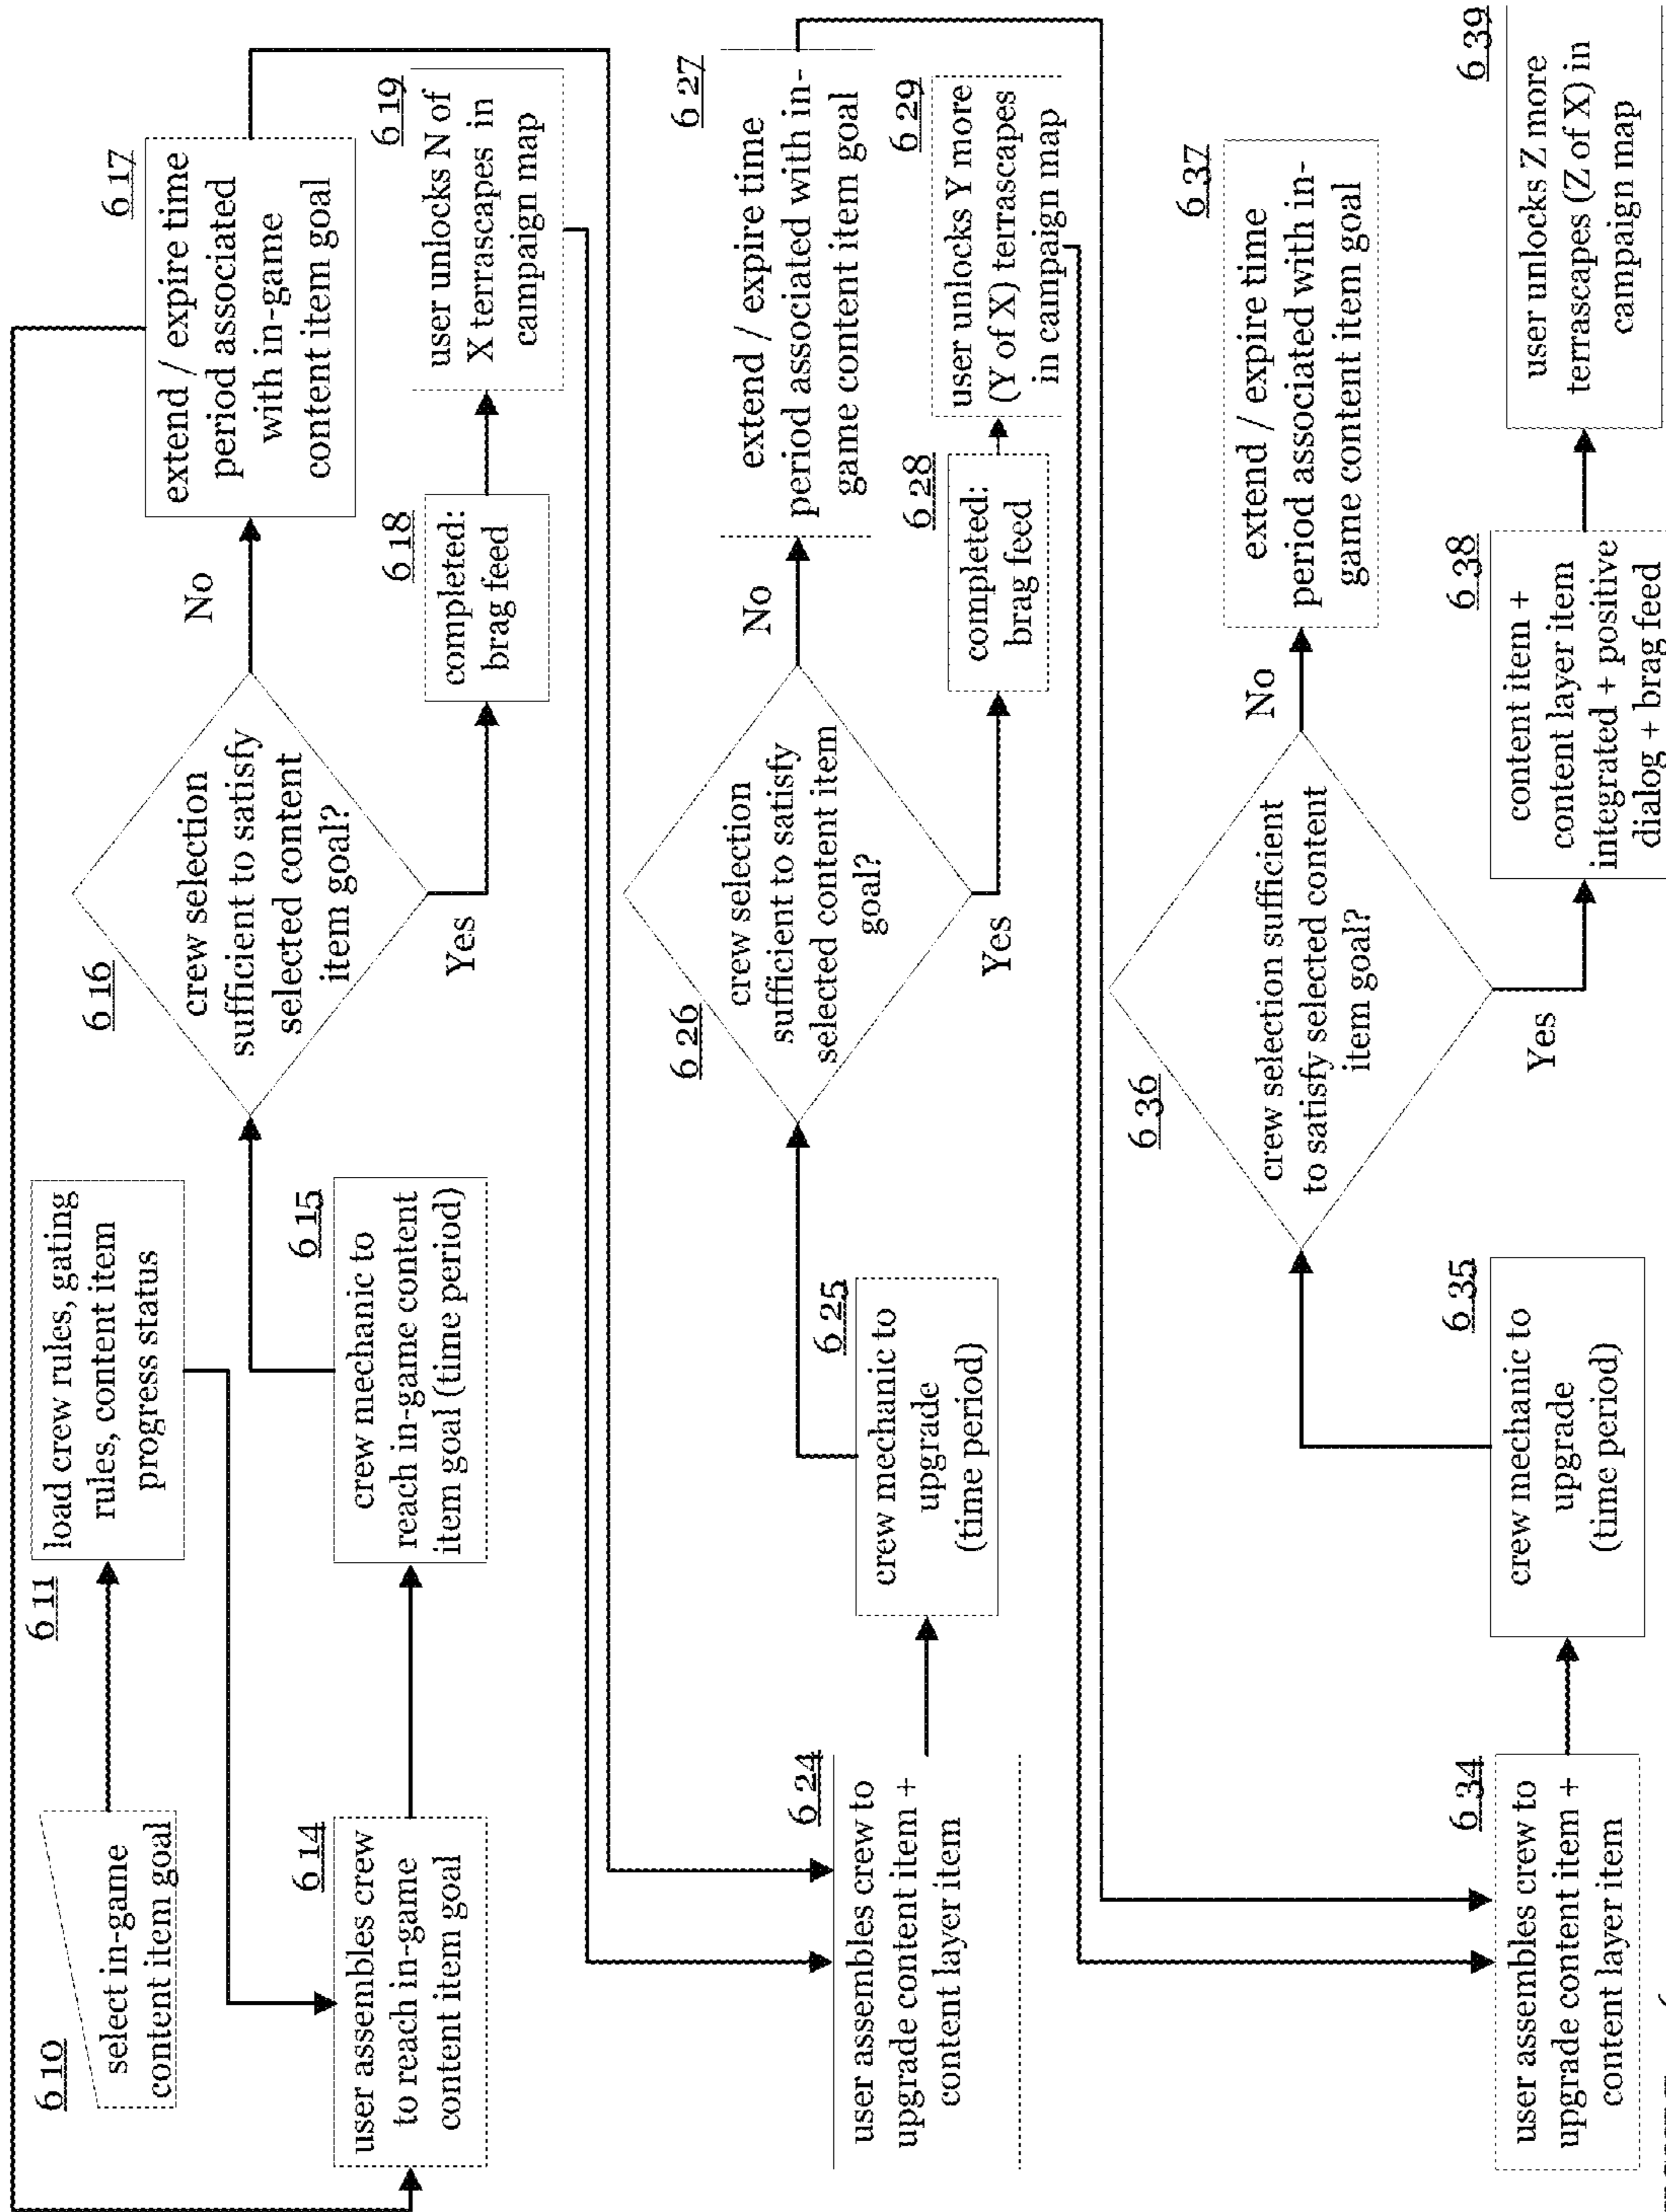 6 10
select in-game
content item goal
6 11
load crew rules, gating
rules, content item
progress status
6 14
user assembles crew
to reach in-game
content item goal
6 15
crew mechanic to
reach in-game content
item goal (time period)
6 16
crew selection
sufficient to satisfy
selected content
item goal?
No
6 17
extend / expire time
period associated
with in-game
content item goal
Yes
6 18
completed:
brag feed
6 19
user unlocks N of
X terrascapes in
campaign map
6 24
user assembles crew to
upgrade content item +
content layer item
6 25
crew mechanic to
upgrade
(time period)
6 26
crew selection
sufficient to satisfy
selected content item
goal?
No
6 27
extend / expire time
period associated with in-
game content item goal
Yes
6 28
completed:
brag feed
6 29
user unlocks Y more
(Y of X) terrascapes
in campaign map
6 34
user assembles crew to
upgrade content item +
content layer item
6 35
crew mechanic to
upgrade
(time period)
6 36
crew selection sufficient
to satisfy selected content
item goal?
No
6 37
extend / expire time
period associated with in-
game content item goal
Yes
6 38
content item +
content layer item
integrated + positive
dialog + brag feed
6 39
user unlocks Z more
terrascapes (Z of X) in
campaign map